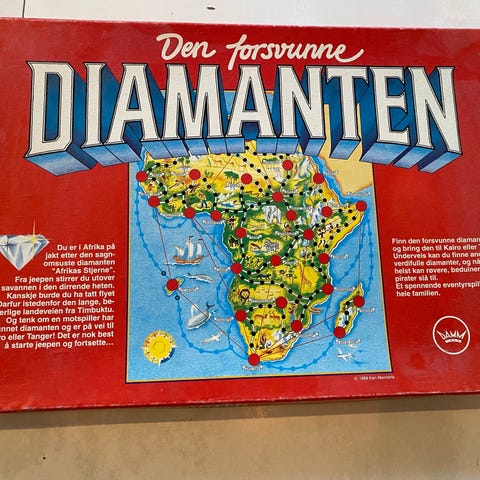 Den forsvunne
DIAMANTEN
Du er i Afrika på
jakt etter den sagn-
omsuste diamanten
"Afrikas Stjerne".
Fra jeepen stirrer du utover
savannen i den dirrende heten.
Kanskje burde du ha tatt flyet
Darfur istedenfor den lange, be-
erlige landeveien fra Timbuktu.
Og tenk om en motspiller har
unnet diamanten og er på vei til
ro eller Tanger! Det er nok best
å starte jeepen og fortsette...
Finn den forsvunne diaman
og bring den til Kairo eller T
Underveis kan du finne and
verdifulle diamanter, og nå
helst kan røvere, beduiner
pirater slå til.
Et spennende eventyrspill
hele familien.
DAMM
© 1989 Kari Mannerla